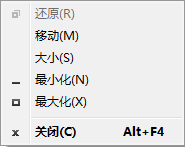 还原(R)
移动(M)
大小(S)
最小化(N)
最大化(X)
关闭(C) Alt+F4